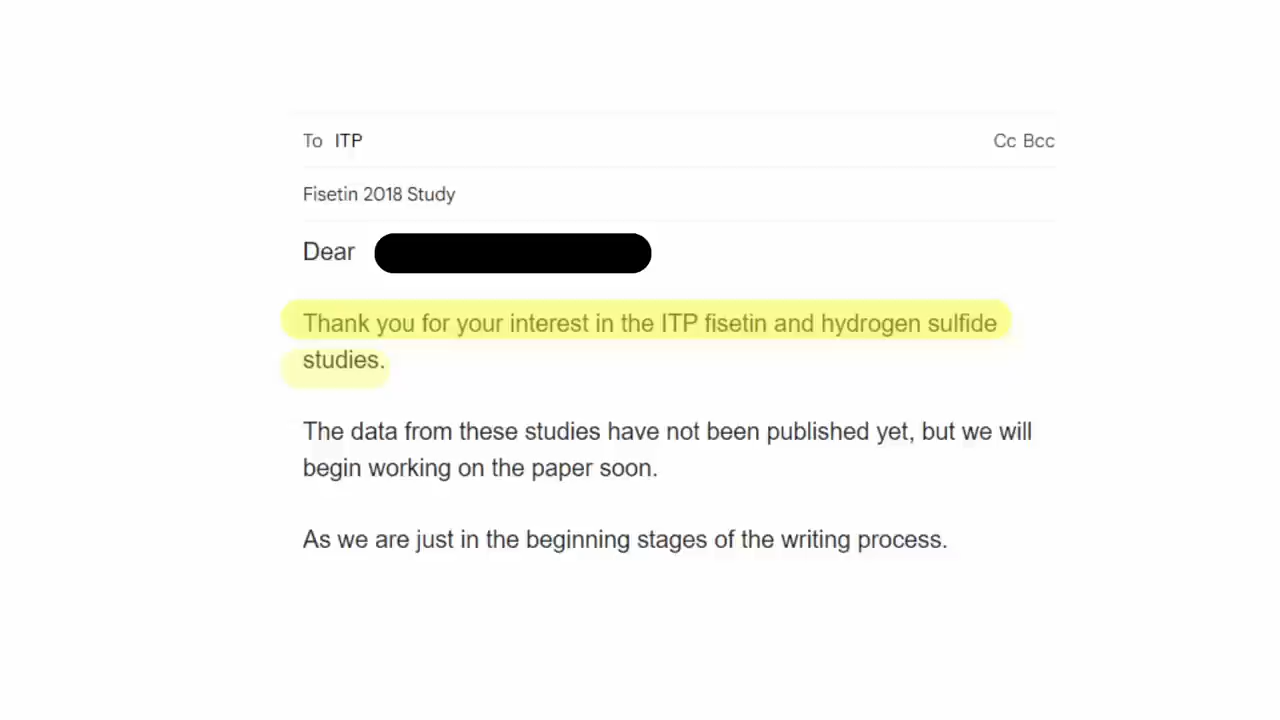 To ITP Cc Bcc
Fisetin 2018 Study
Dear
Thank you for your interest in the ITP fisetin and hydrogen sulfide
studies.
The data from these studies have not been published yet, but we will
begin working on the paper soon.
As we are just in the beginning stages of the writing process.